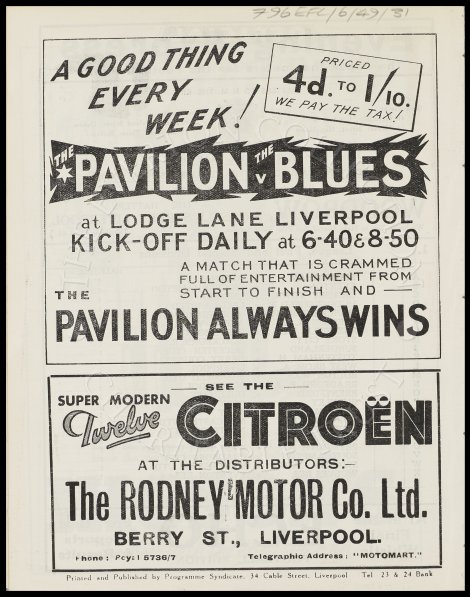 796EFL/6/49/31
A GOOD THING
EVERY
WEEK!
PRICED
4d. TO 1/10.
WE PAY THE TAX!
THE PAVILION v THE BLUES
at LODGE LANE LIVERPOOL
KICK-OFF DAILY at 6-40 & 8-50
A MATCH THAT IS CRAMMED
FULL OF ENTERTAINMENT FROM
START TO FINISH AND —
THE
PAVILION ALWAYS WINS
SEE THE
SUPER MODERN
Twelve CITROËN
AT THE DISTRIBUTORS:—
The RODNEY MOTOR Co. Ltd.
BERRY ST., LIVERPOOL.
Phone: Royal 5736/7 Telegraphic Address: "MOTOMART."
Printed and Published by Programme Syndicate, 34 Cable Street, Liverpool Tel. 23 & 24 Bank